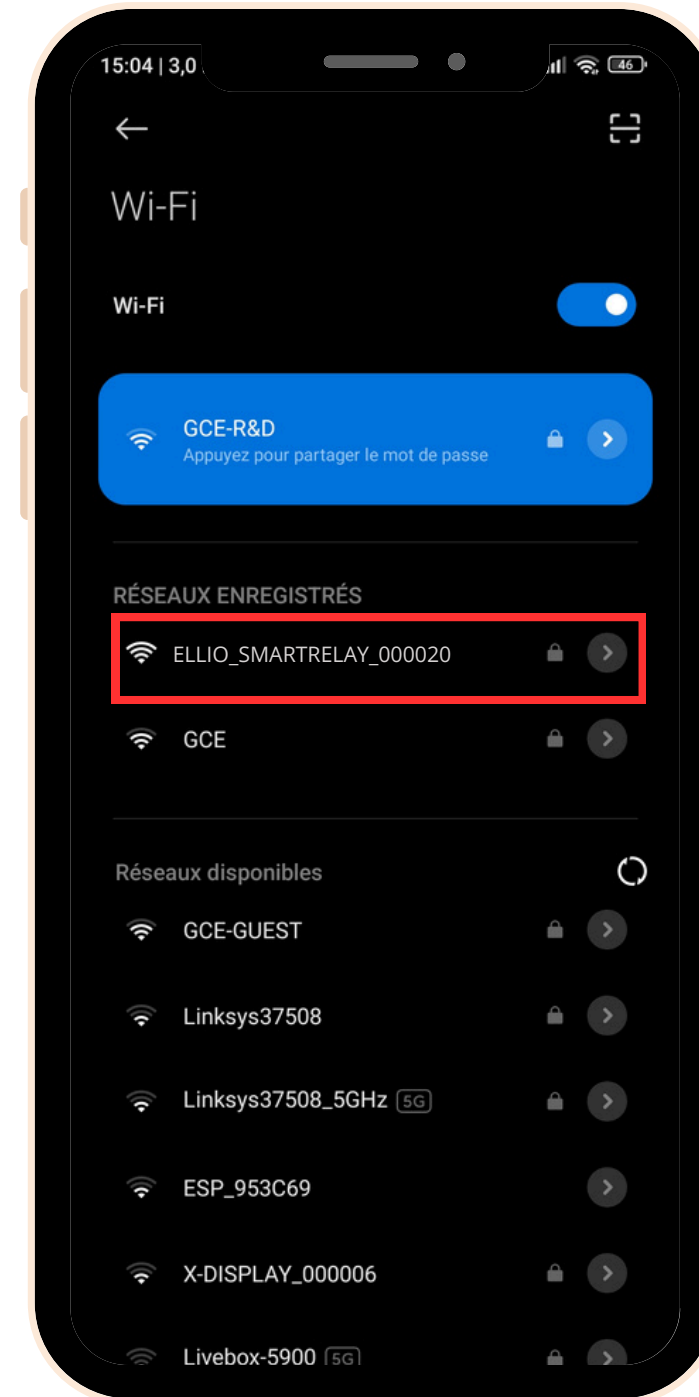 15:04 | 3,0
46
Wi-Fi
Wi-Fi
GCE-R&D
Appuyez pour partager le mot de passe
RÉSEAUX ENREGISTRÉS
ELLIO_SMARTRELAY_000020
GCE
Réseaux disponibles
GCE-GUEST
Linksys37508
Linksys37508_5GHz 5G
ESP_953C69
X-DISPLAY_000006
Livebox-5900 5G